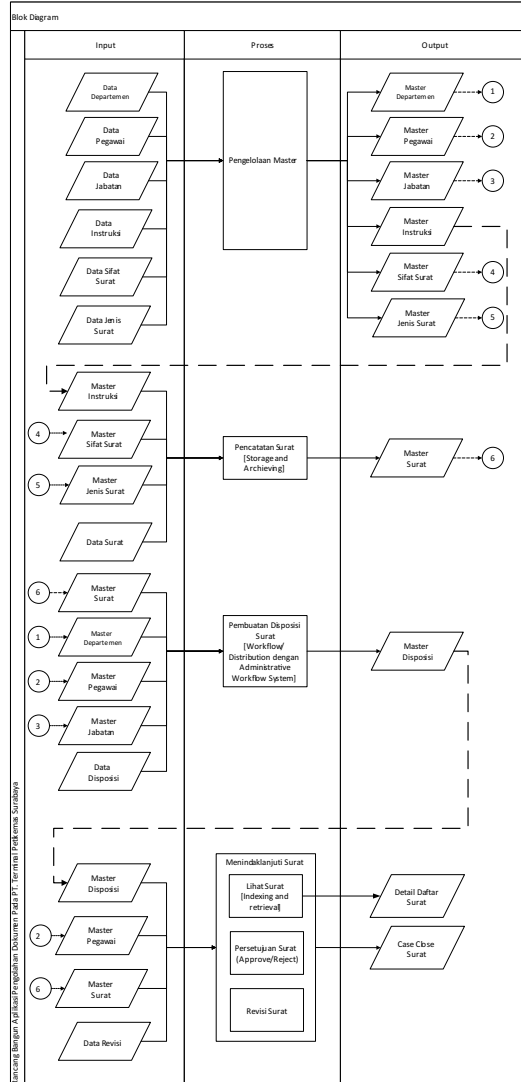 Blok Diagram
Input
Proses
Output
Data
Departemen
Data
Pegawai
Data
Jabatan
Data
Instruksi
Data Sifat
Surat
Data Jenis
Surat
Pengelolaan Master
Master
Departemen
1
Master
Pegawai
2
Master
Jabatan
3
Master
Instruksi
Master
Sifat Surat
4
Master
Jenis Surat
5
Master
Instruksi
4
Master
Sifat Surat
5
Master
Jenis Surat
Data Surat
Pencatatan Surat
[Storage and
Archieving]
Master
Surat
6
6
Master
Surat
1
Master
Departemen
2
Master
Pegawai
3
Master
Jabatan
Data
Disposisi
Pembuatan Disposisi
Surat
[Workflow/
Distribution dengan
Administrative
Workflow System]
Master
Disposisi
Master
Disposisi
2
Master
Pegawai
6
Master
Surat
Data Revisi
Menindaklanjuti Surat
Lihat Surat
[Indexing and
retrieval]
Persetujuan Surat
(Approve/Reject)
Revisi Surat
Detail Daftar
Surat
Case Close
Surat
Bangun Aplikasi Pengolahan Dokumen Pada PT. Terminal Petikemas Surabaya